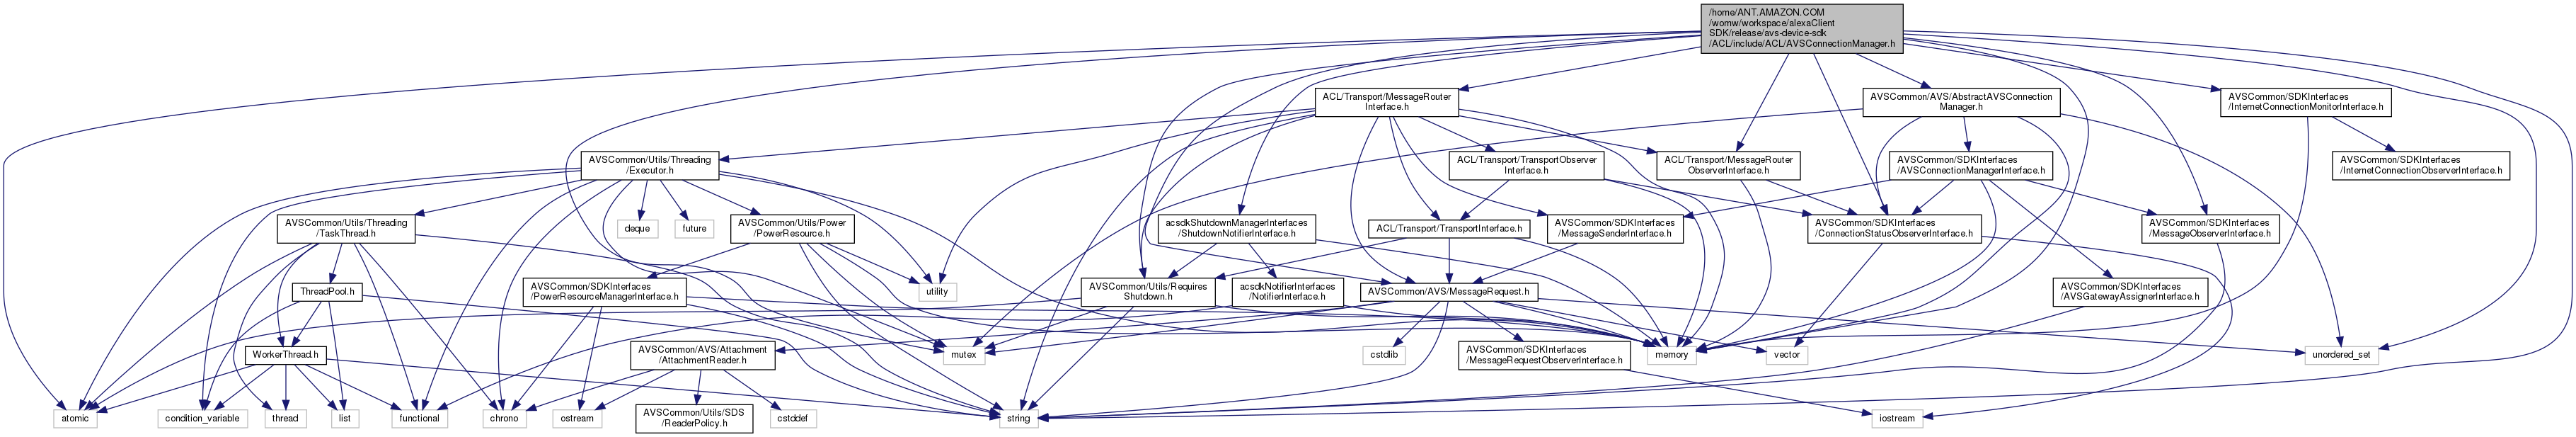 /home/ANT.AMAZON.COM
/womw/workspace/alexaClient
SDK/release/avs-device-sdk
/ACL/include/ACL/AVSConnectionManager.h
ACL/Transport/MessageRouter
Interface.h
AVSCommon/AVS/AbstractAVSConnection
Manager.h
AVSCommon/SDKInterfaces
/InternetConnectionMonitorInterface.h
AVSCommon/Utils/Threading
/Executor.h
ACL/Transport/TransportObserver
Interface.h
ACL/Transport/MessageRouter
ObserverInterface.h
AVSCommon/SDKInterfaces
/AVSConnectionManagerInterface.h
AVSCommon/SDKInterfaces
/InternetConnectionObserverInterface.h
AVSCommon/Utils/Threading
/TaskThread.h
deque
future
AVSCommon/Utils/Power
/PowerResource.h
acsdkShutdownManagerInterfaces
/ShutdownNotifierInterface.h
ACL/Transport/TransportInterface.h
AVSCommon/SDKInterfaces
/MessageSenderInterface.h
AVSCommon/SDKInterfaces
/ConnectionStatusObserverInterface.h
AVSCommon/SDKInterfaces
/MessageObserverInterface.h
ThreadPool.h
AVSCommon/SDKInterfaces
/PowerResourceManagerInterface.h
utility
AVSCommon/Utils/Requires
Shutdown.h
acsdkNotifierInterfaces
/NotifierInterface.h
AVSCommon/AVS/MessageRequest.h
AVSCommon/SDKInterfaces
/AVSGatewayAssignerInterface.h
WorkerThread.h
AVSCommon/AVS/Attachment
/AttachmentReader.h
mutex
cstdlib
AVSCommon/SDKInterfaces
/MessageRequestObserverInterface.h
memory
vector
unordered_set
atomic
condition_variable
thread
list
functional
chrono
ostream
AVSCommon/Utils/SDS
/ReaderPolicy.h
cstddef
string
iostream